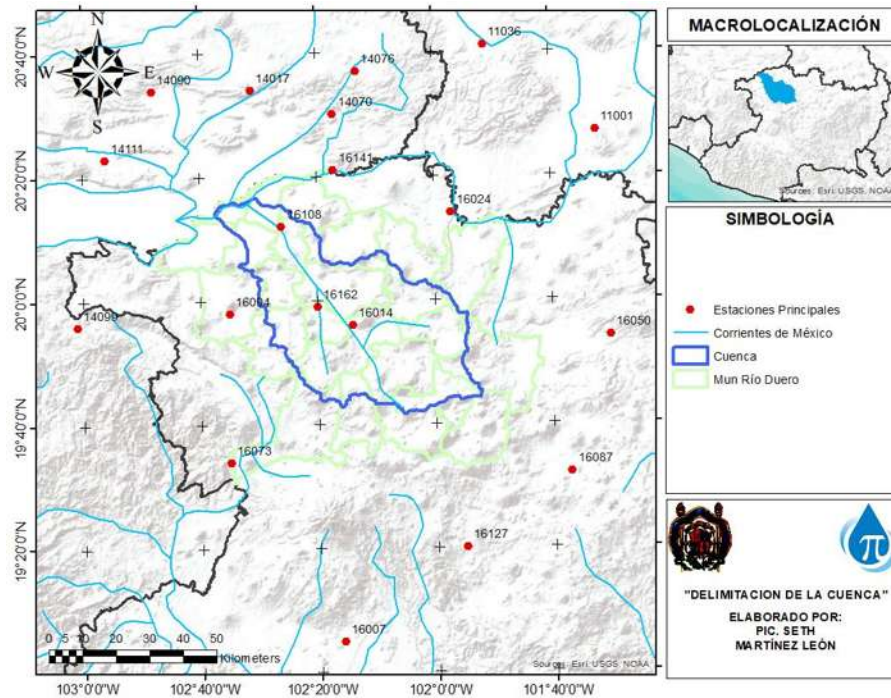 N
W E
S
20°40'0"N
20°20'0"N
20°0'0"N
19°40'0"N
19°20'0"N
11036
14076
14090
14017
14070
11001
14111
16141
16024
16108
16162
16014
14099
16050
16073
16087
16127
16007
0 5 10 20 30 40 50
Kilometers
Sources: Esri, USGS, NOAA
103°0'0"W 102°40'0"W 102°20'0"W 102°0'0"W 101°40'0"W
MACROLOCALIZACIÓN
Sources: Esri, USGS, NOAA
SIMBOLOGÍA
Estaciones Principales
Corrientes de México
Cuenca
Mun Río Duero
π
"DELIMITACION DE LA CUENCA"
ELABORADO POR:
PIC. SETH
MARTÍNEZ LEÓN